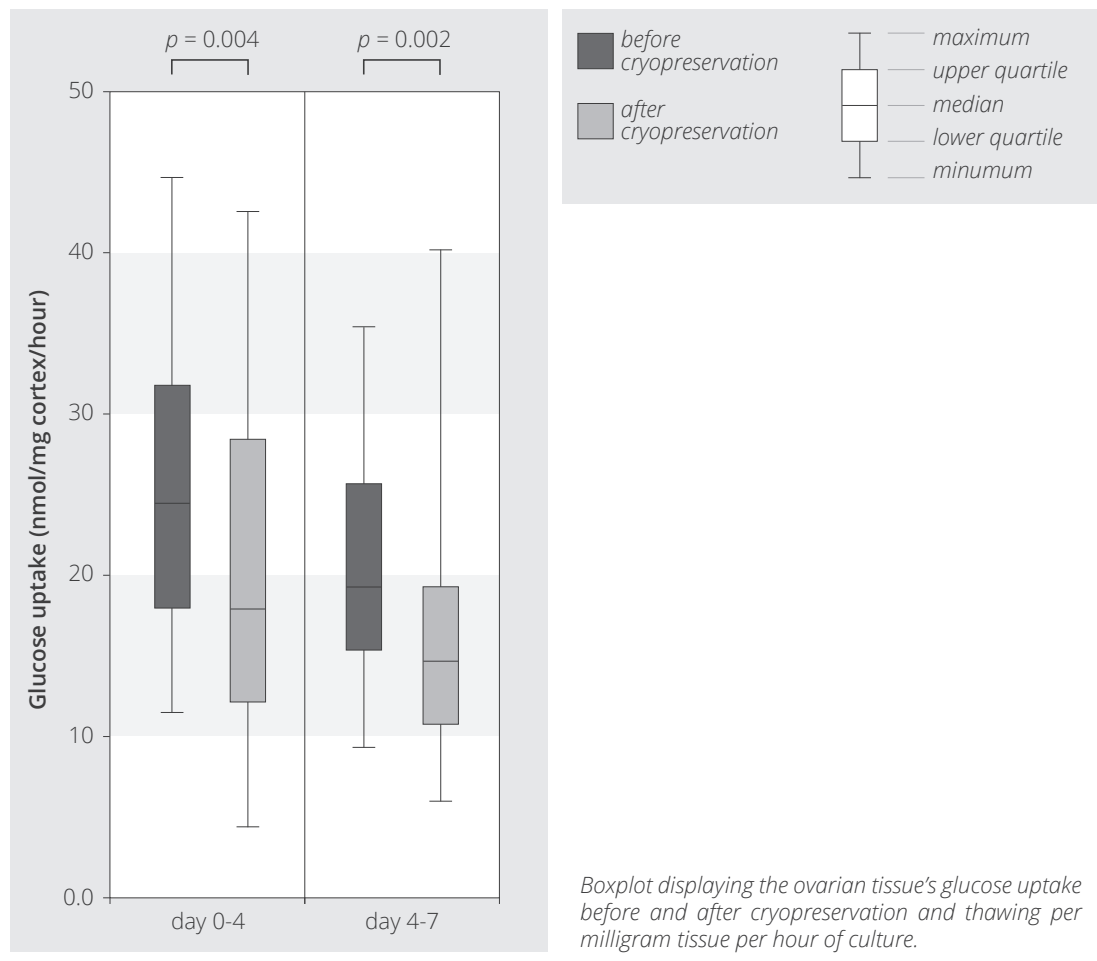 p = 0.004
p = 0.002
50
40
30
20
10
0.0
Glucose uptake (nmol/mg cortex/hour)
day 0-4
day 4-7
before
cryopreservation
after
cryopreservation
maximum
upper quartile
median
lower quartile
minumum
Boxplot displaying the ovarian tissue's glucose uptake
before and after cryopreservation and thawing per
milligram tissue per hour of culture.